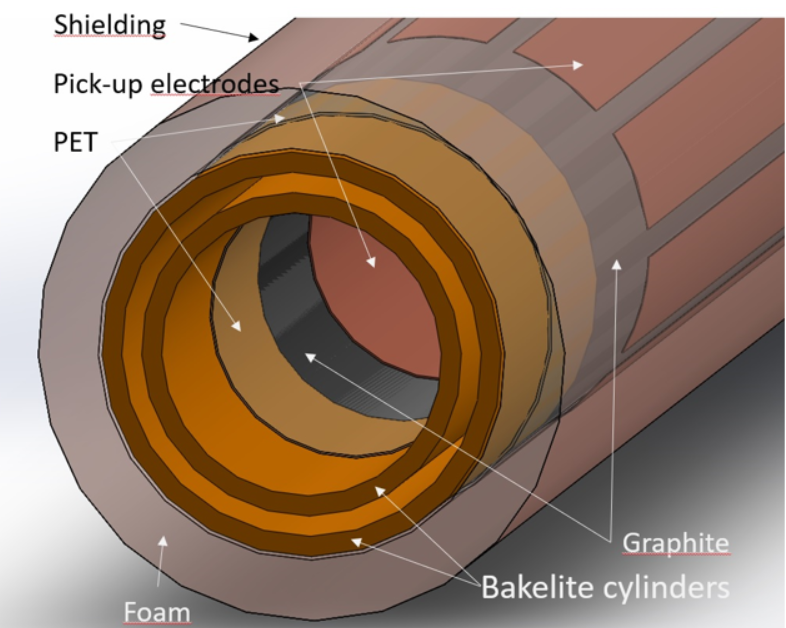 Shielding
Pick-up electrodes
PET
Graphite
Bakelite cylinders
Foam